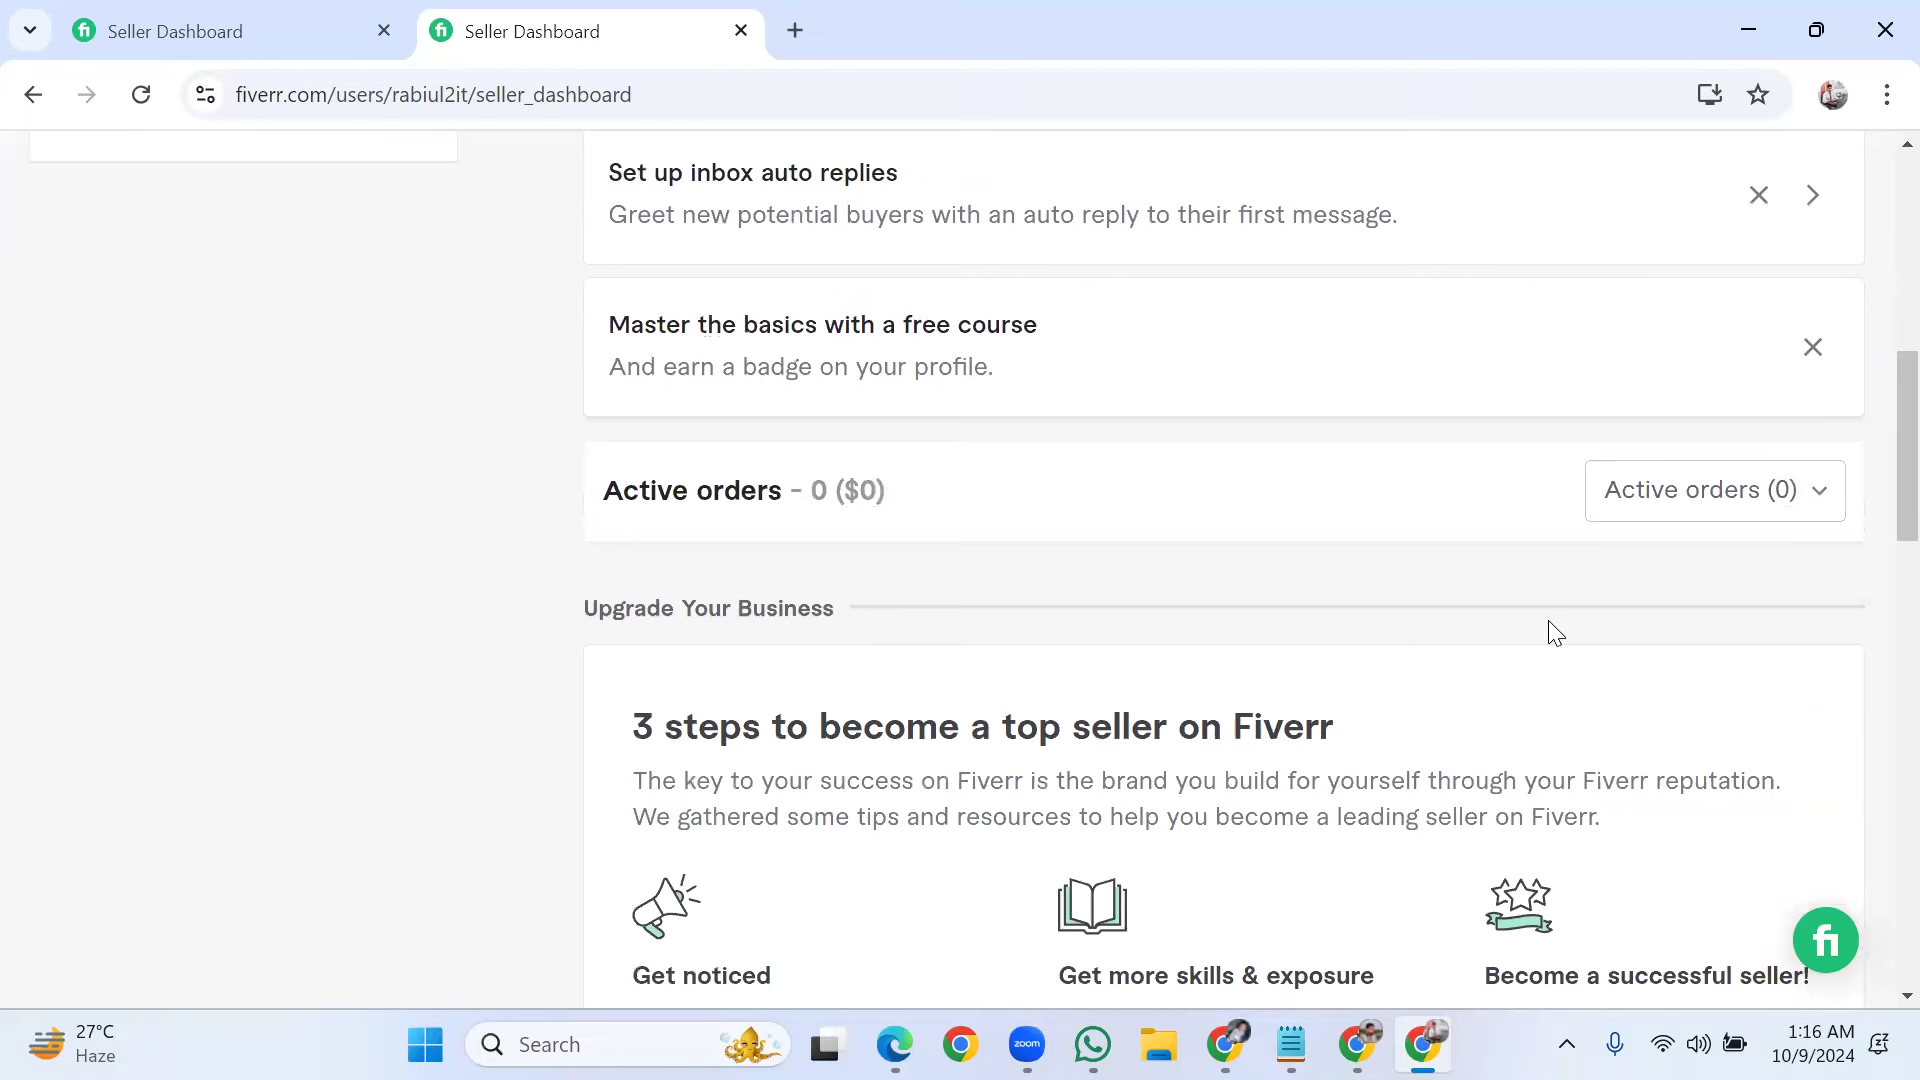 Seller Dashboard
Seller Dashboard
fiverr.com/users/rabiul2it/seller_dashboard
Set up inbox auto replies
Greet new potential buyers with an auto reply to their first message.
Master the basics with a free course
And earn a badge on your profile.
Active orders - 0 ($0)
Active orders (0)
Upgrade Your Business
3 steps to become a top seller on Fiverr
The key to your success on Fiverr is the brand you build for yourself through your Fiverr reputation.
We gathered some tips and resources to help you become a leading seller on Fiverr.
Get noticed
Get more skills & exposure
Become a successful seller!
fi
27°C
Haze
Search
zoom
1:16 AM
10/9/2024